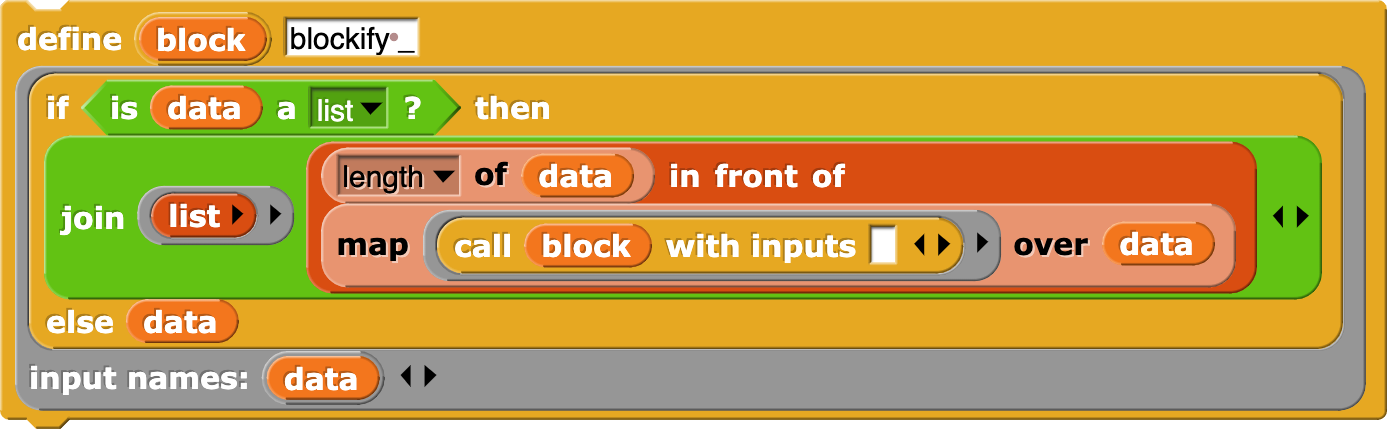 define block blockify _
if is data a list ? then
length of data in front of
join list
map call block with inputs over data
else data
input names: data